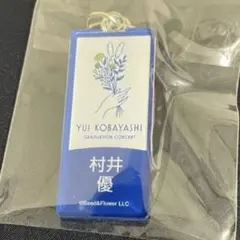 YUI KOBAYASHI
GRADUATION CONCERT
村井
優
©Seed&Flower LLC